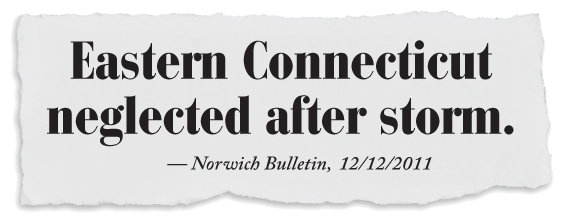 Eastern Connecticut
neglected after storm.
— Norwich Bulletin, 12/12/2011